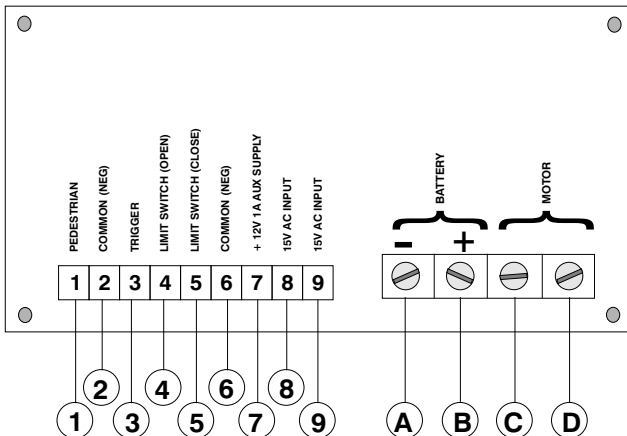 PEDESTRIAN
COMMON (NEG)
TRIGGER
LIMIT SWITCH (OPEN)
LIMIT SWITCH (CLOSE)
COMMON (NEG)
+ 12V 1A AUX SUPPLY
15V AC INPUT
15V AC INPUT
BATTERY
MOTOR
- +
1 2 3 4 5 6 7 8 9
2 4 6 8
1 3 5 7 9 A B C D